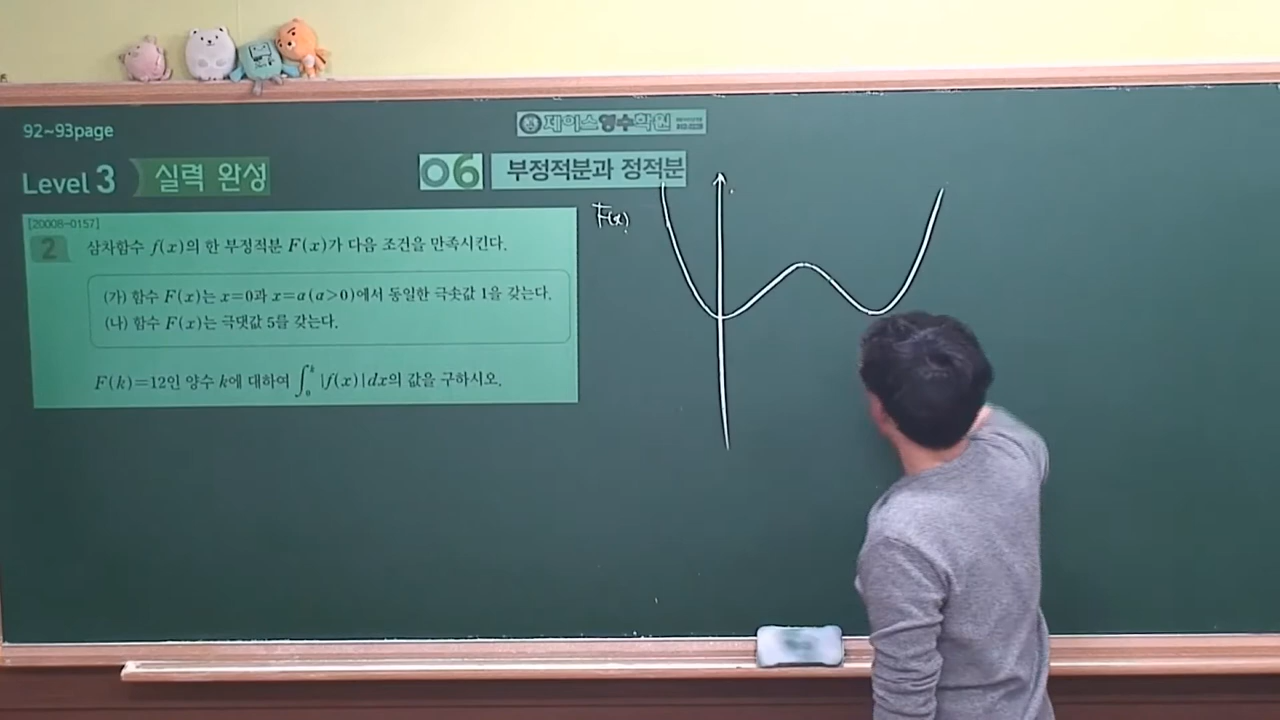 92~93page
제이스영수학원
Level 3 실력 완성
06 부정적분과 정적분
[20008-0157]
F(x)
2 삼차함수 f(x)의 한 부정적분 F(x)가 다음 조건을 만족시킨다.
(가) 함수 F(x)는 x=0과 x=a(a>0)에서 동일한 극솟값 1을 갖는다.
(나) 함수 F(x)는 극댓값 5를 갖는다.
F(k)=12인 양수 k에 대하여 ∫₀ᵏ |f(x)|dx의 값을 구하시오.